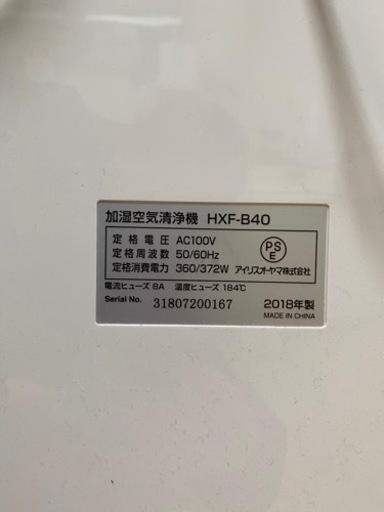 加湿空気清浄機 HXF-B40
定格電圧 AC100V
定格周波数 50/60Hz
定格消費電力 360/372W
PS
E
アイリスオーヤマ株式会社
電流ヒューズ 8A 温度ヒューズ 184℃
Serial No. 31807200167
2018年製
MADE IN CHINA